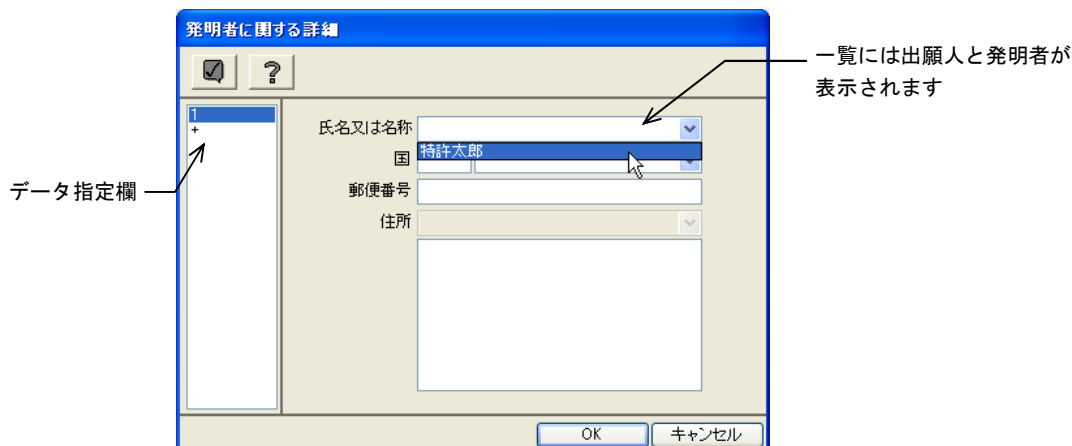 発明者に関する詳細
一覧には出願人と発明者が
表示されます
1
+
氏名又は名称
特許太郎
国
データ指定欄
郵便番号
住所
OK
キャンセル